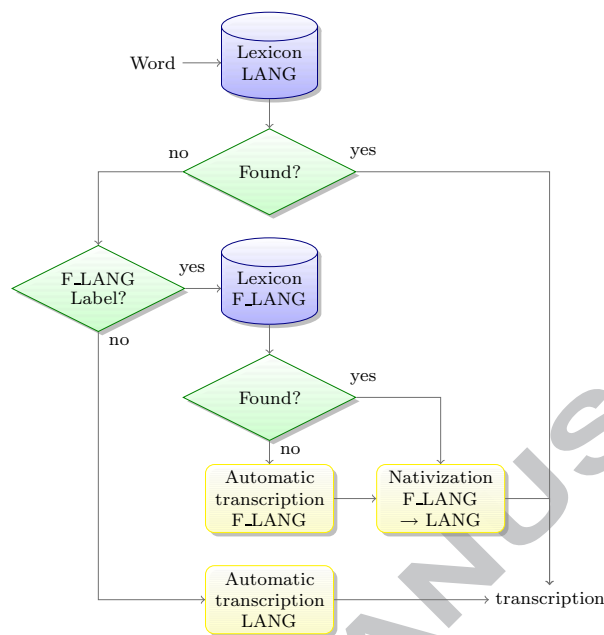 Lexicon
Word
LANG
no
yes
Found?
F_LANG
Label?
yes
Lexicon
F_LANG
no
Found?
yes
no
Automatic
transcription
F_LANG
Nativization
F_LANG
→ LANG
Automatic
transcription
LANG
transcription
NUS